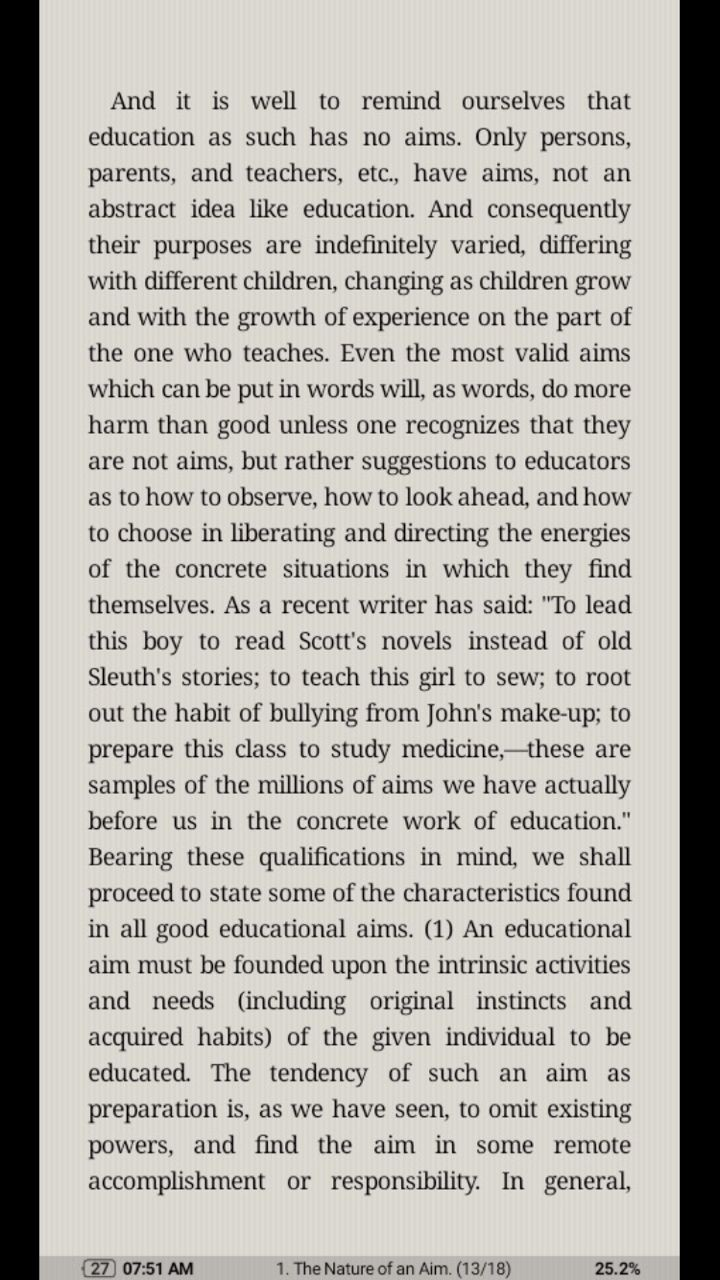 And it is well to remind ourselves that
education as such has no aims. Only persons,
parents, and teachers, etc., have aims, not an
abstract idea like education. And consequently
their purposes are indefinitely varied, differing
with different children, changing as children grow
and with the growth of experience on the part of
the one who teaches. Even the most valid aims
which can be put in words will, as words, do more
harm than good unless one recognizes that they
are not aims, but rather suggestions to educators
as to how to observe, how to look ahead, and how
to choose in liberating and directing the energies
of the concrete situations in which they find
themselves. As a recent writer has said: "To lead
this boy to read Scott's novels instead of old
Sleuth's stories; to teach this girl to sew; to root
out the habit of bullying from John's make-up; to
prepare this class to study medicine,—these are
samples of the millions of aims we have actually
before us in the concrete work of education."
Bearing these qualifications in mind, we shall
proceed to state some of the characteristics found
in all good educational aims. (1) An educational
aim must be founded upon the intrinsic activities
and needs (including original instincts and
acquired habits) of the given individual to be
educated. The tendency of such an aim as
preparation is, as we have seen, to omit existing
powers, and find the aim in some remote
accomplishment or responsibility. In general,
27 07:51 AM 1. The Nature of an Aim. (13/18) 25.2%